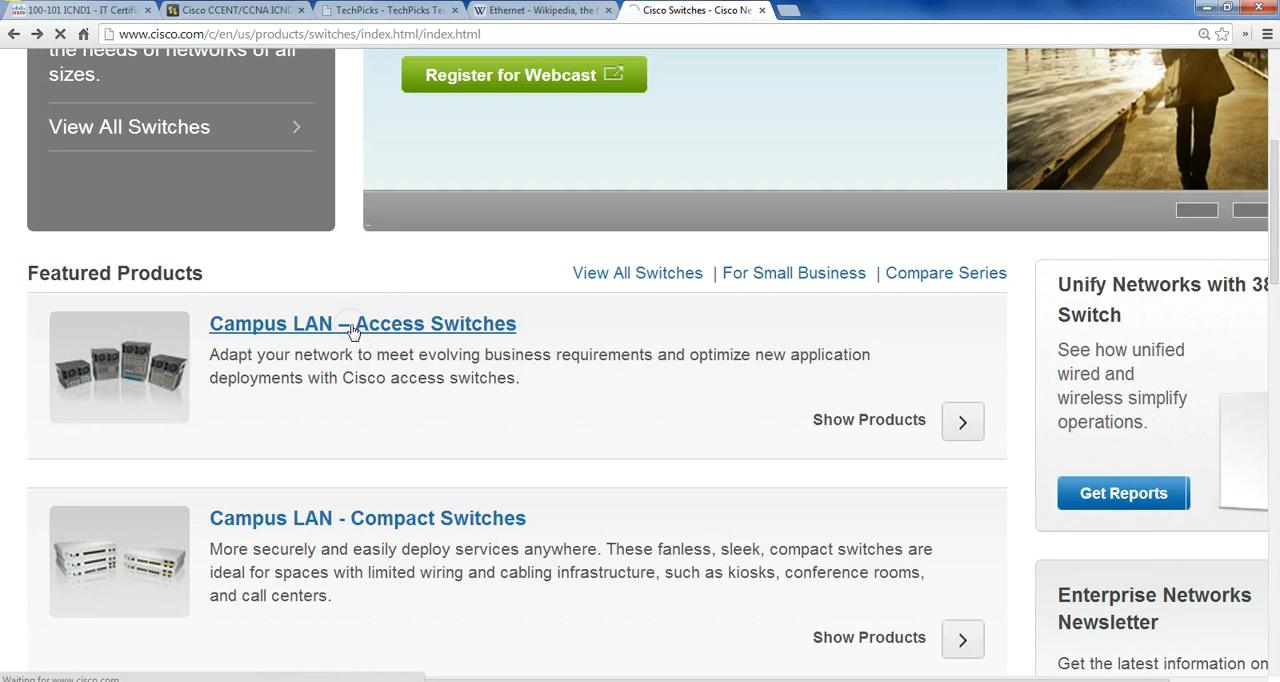 100-101 ICND1 - IT Certifi
Cisco CCENT/CCNA ICND
TechPicks - TechPicks Te
Ethernet - Wikipedia, the f
Cisco Switches - Cisco Ne
www.cisco.com/c/en/us/products/switches/index.html/index.html
the needs of networks of all
sizes.
View All Switches
Register for Webcast
Featured Products
View All Switches | For Small Business | Compare Series
Campus LAN – Access Switches
Adapt your network to meet evolving business requirements and optimize new application
deployments with Cisco access switches.
Show Products
Campus LAN - Compact Switches
More securely and easily deploy services anywhere. These fanless, sleek, compact switches are
ideal for spaces with limited wiring and cabling infrastructure, such as kiosks, conference rooms,
and call centers.
Show Products
Unify Networks with 38
Switch
See how unified
wired and
wireless simplify
operations.
Get Reports
Enterprise Networks
Newsletter
Get the latest information on
Waiting for www.cisco.com